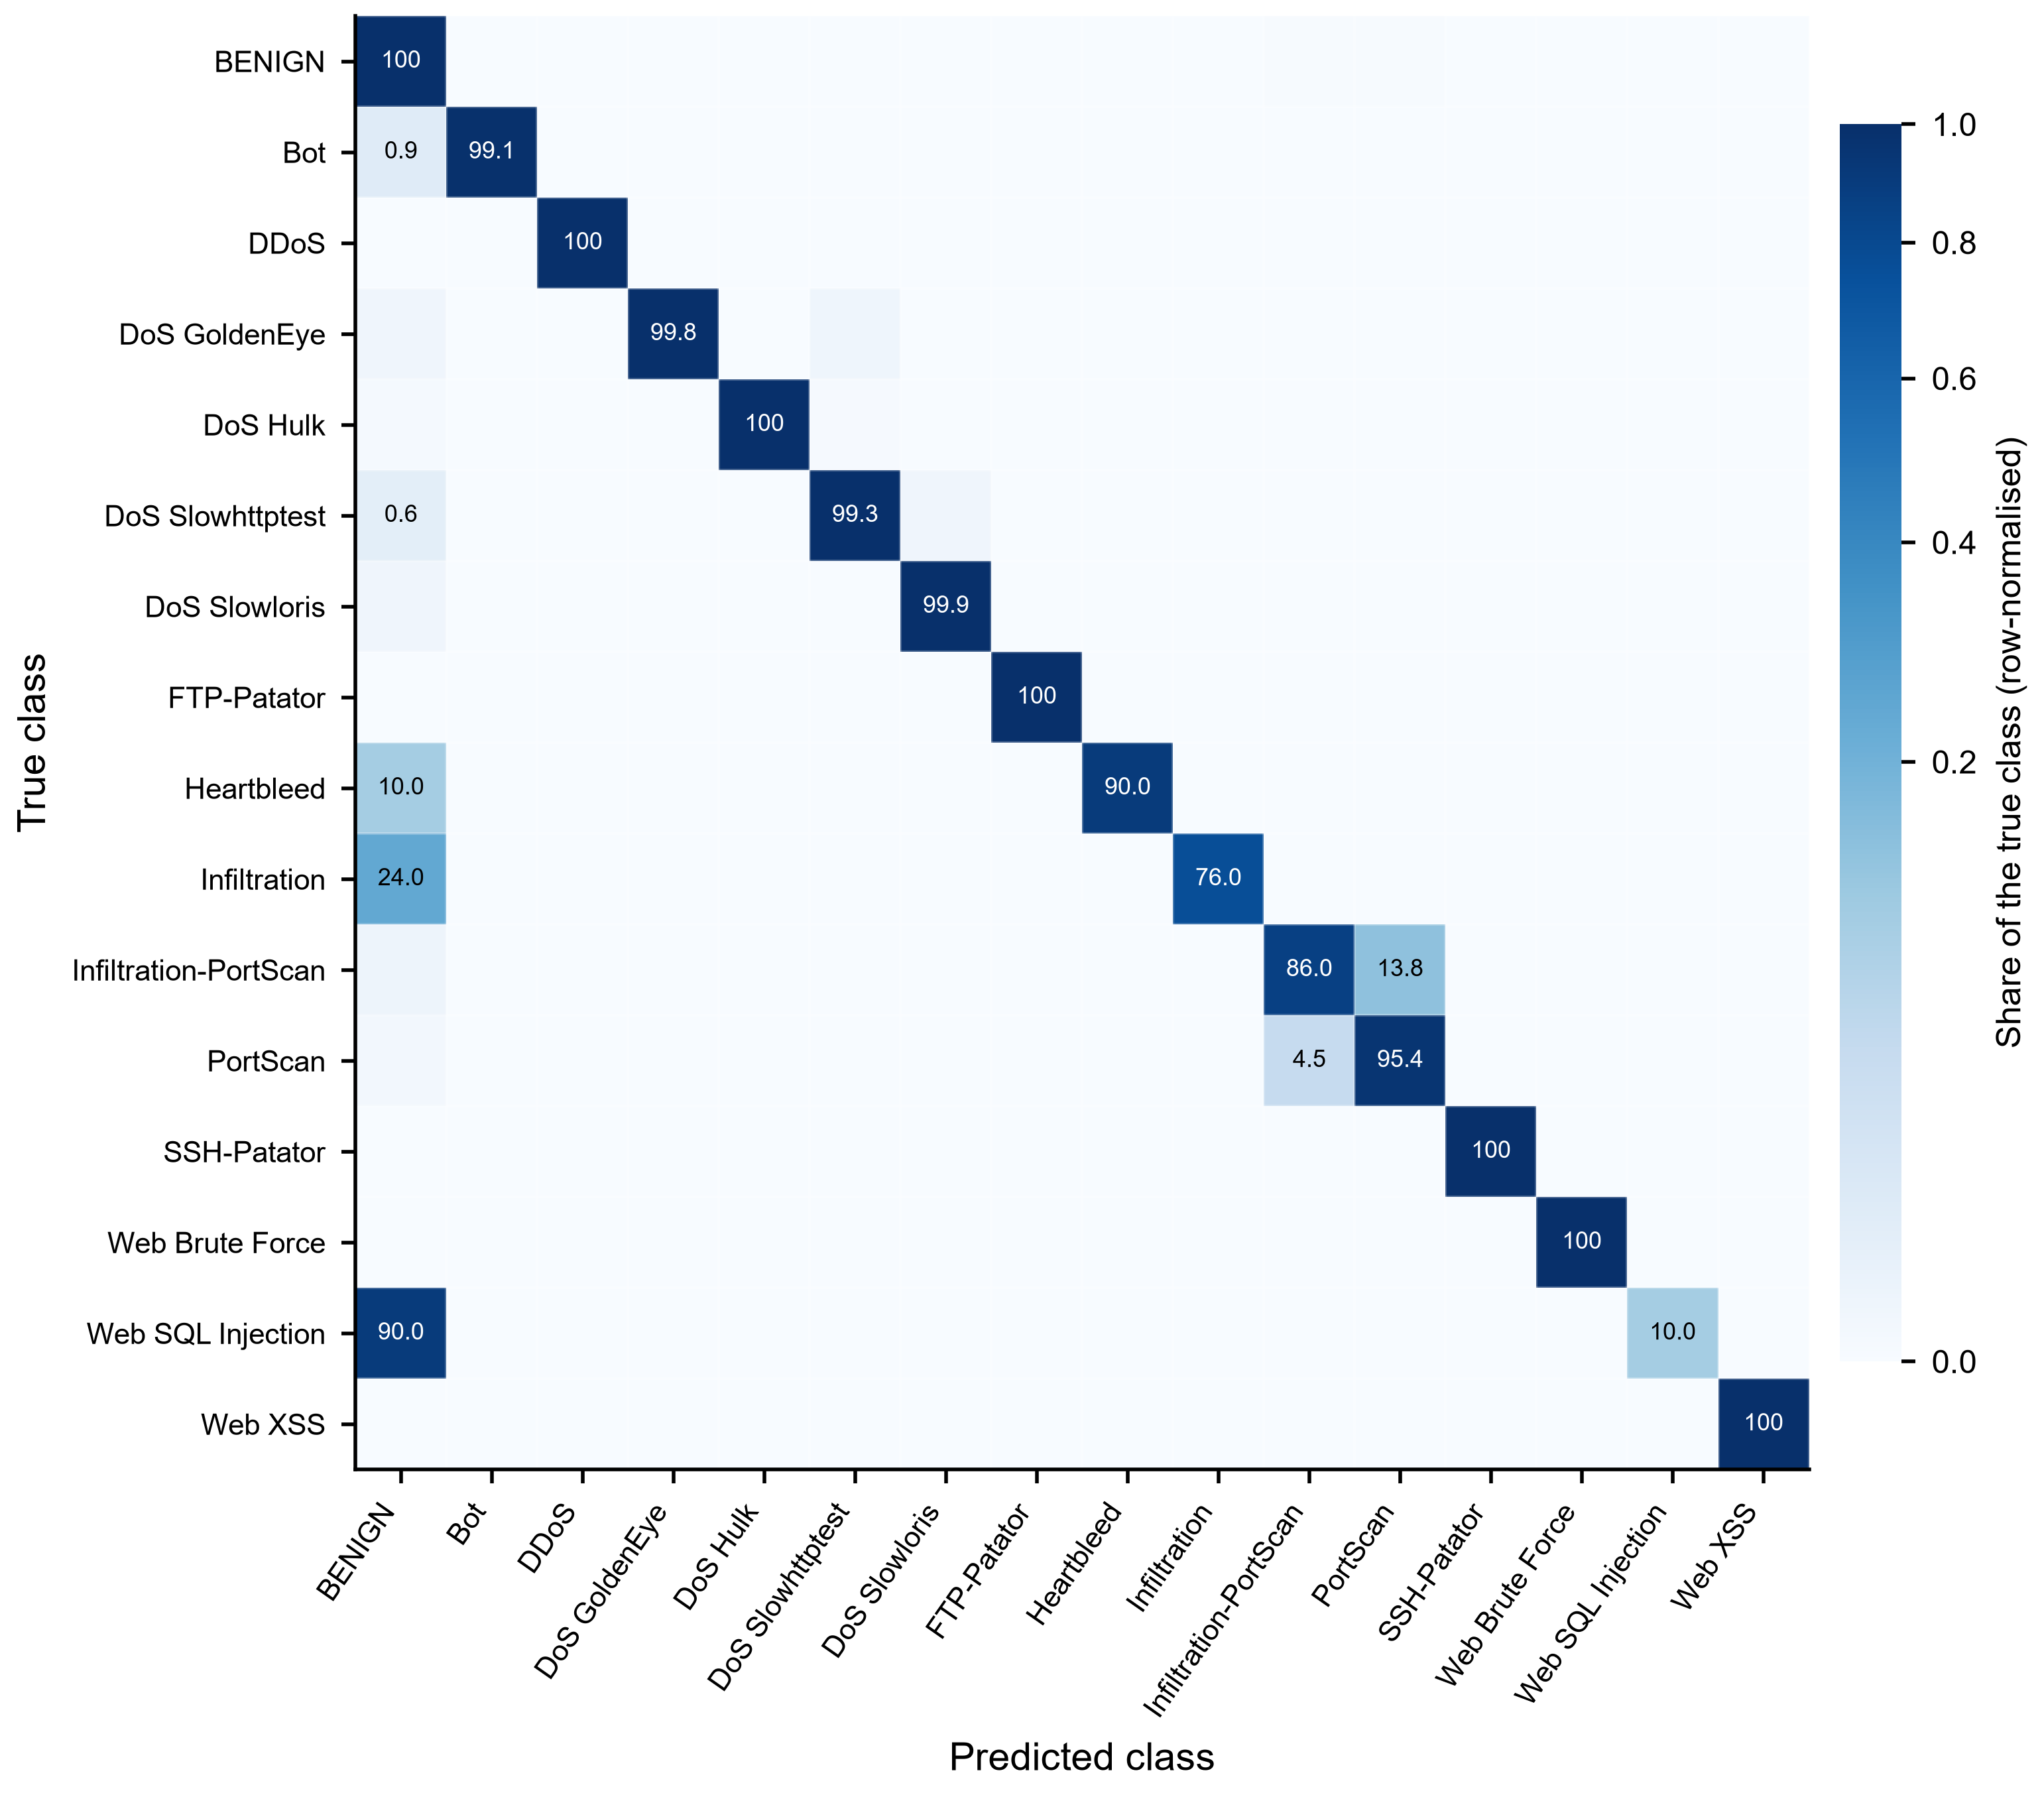 BENIGN 100
Bot 0.9 99.1
DDoS 100
DoS GoldenEye 99.8
DoS Hulk 100
DoS Slowhttptest 0.6 99.3
DoS Slowloris 99.9
FTP-Patator 100
Heartbleed 10.0 90.0
Infiltration 24.0 76.0
Infiltration-PortScan 86.0 13.8
PortScan 4.5 95.4
SSH-Patator 100
Web Brute Force 100
Web SQL Injection 90.0 10.0
Web XSS 100
True class
BENIGN
Bot
DDoS
DoS GoldenEye
DoS Hulk
DoS Slowhttptest
DoS Slowloris
FTP-Patator
Heartbleed
Infiltration
Infiltration-PortScan
PortScan
SSH-Patator
Web Brute Force
Web SQL Injection
Web XSS
Predicted class
1.0
0.8
0.6
0.4
0.2
0.0
Share of the true class (row-normalised)